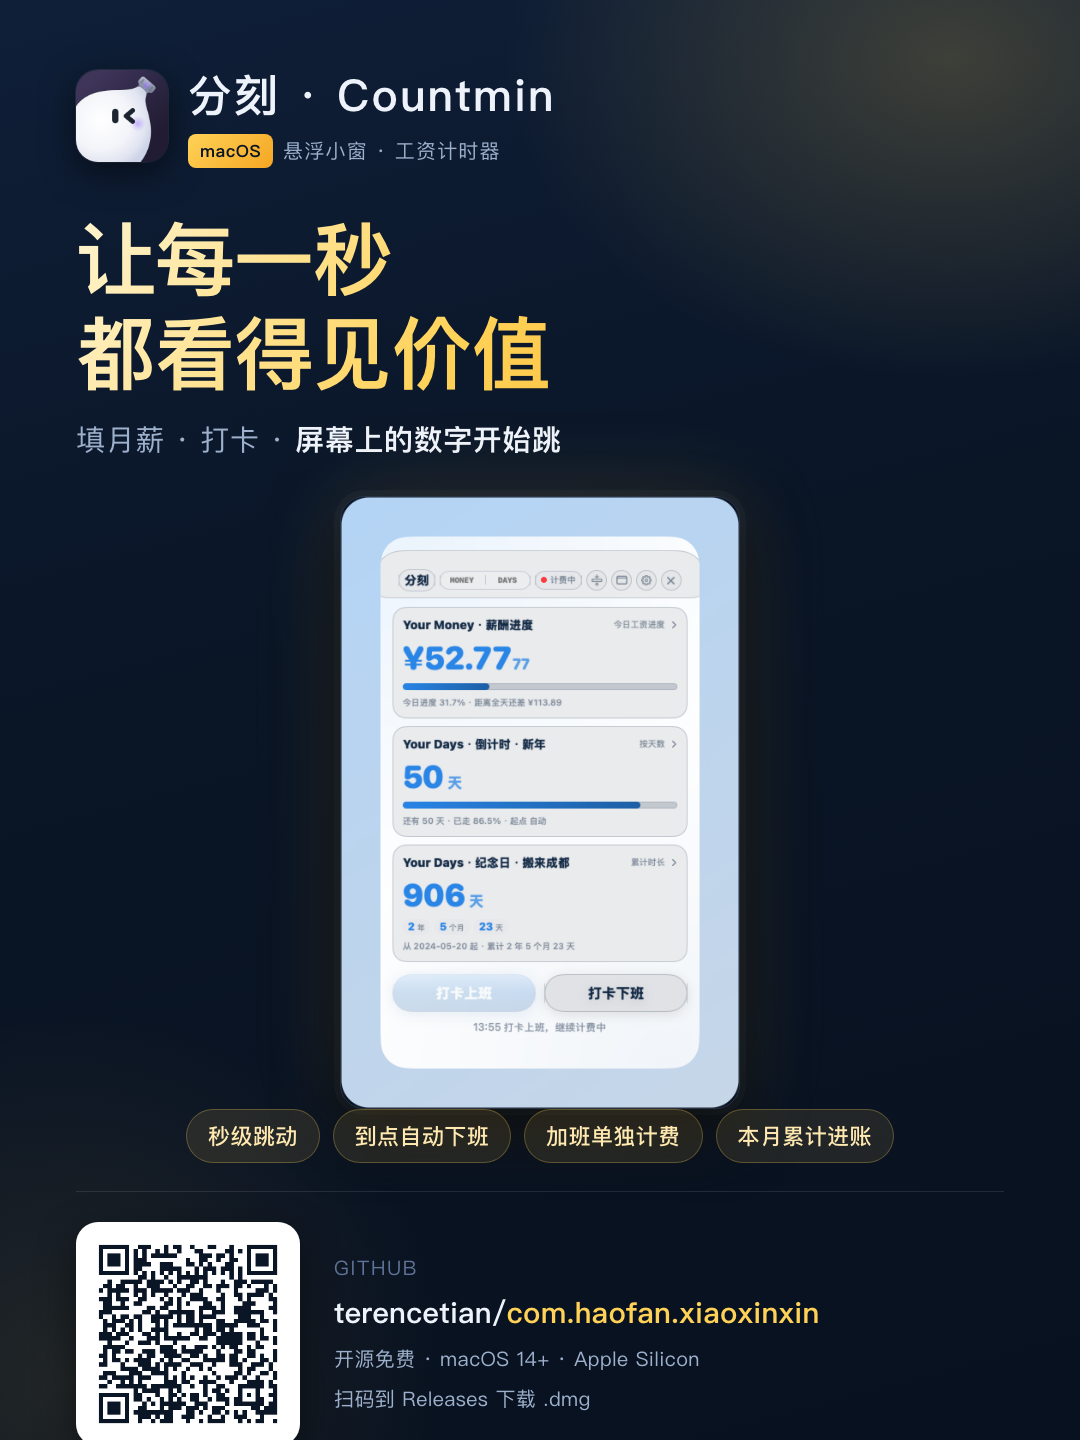 分刻 · Countmin
macOS 悬浮小窗 · 工资计时器
让每一秒
都看得见价值
填月薪 · 打卡 · 屏幕上的数字开始跳
分刻 MONEY DAYS 计费中
Your Money · 薪酬进度 今日工资进度
¥52.7777
今日进度 31.7% · 距离全天还差 ¥113.89
Your Days · 倒计时 · 新年 按天数
50 天
还有 50 天 · 已走 86.5% · 起点 自动
Your Days · 纪念日 · 搬来成都 累计时长
906 天
2 年 5 个月 23 天
从 2024-05-20 起 · 累计 2 年 5 个月 23 天
打卡上班 打卡下班
13:55 打卡上班，继续计费中
秒级跳动 到点自动下班 加班单独计费 本月累计进账
GITHUB
terencetian/com.haofan.xiaoxinxin
开源免费 · macOS 14+ · Apple Silicon
扫码到 Releases 下载 .dmg